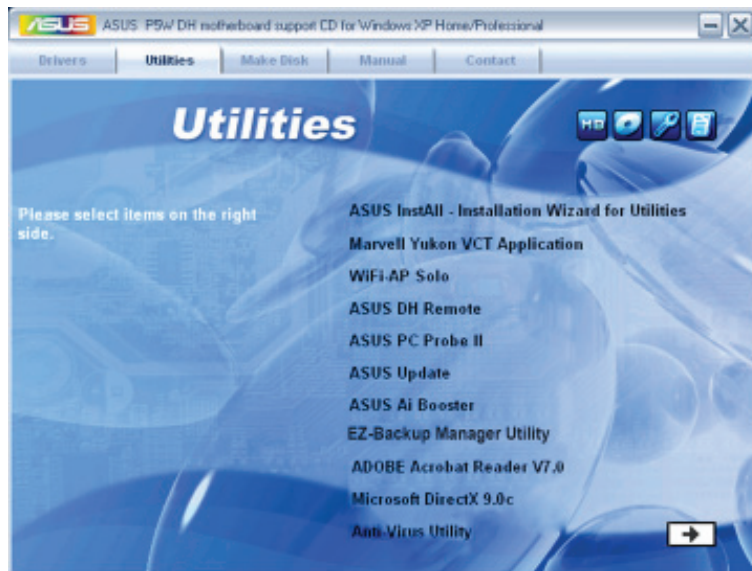 ASUS ASUS P5W DH motherboard support CD for Windows XP Home/Professional
Drivers Utilities Make Disk Manual Contact
Utilities
Please select items on the right
side.
ASUS InstAll - Installation Wizard for Utilities
Marvell Yukon VCT Application
WiFi-AP Solo
ASUS DH Remote
ASUS PC Probe II
ASUS Update
ASUS Ai Booster
EZ-Backup Manager Utility
ADOBE Acrobat Reader V7.0
Microsoft DirectX 9.0c
Anti-Virus Utility